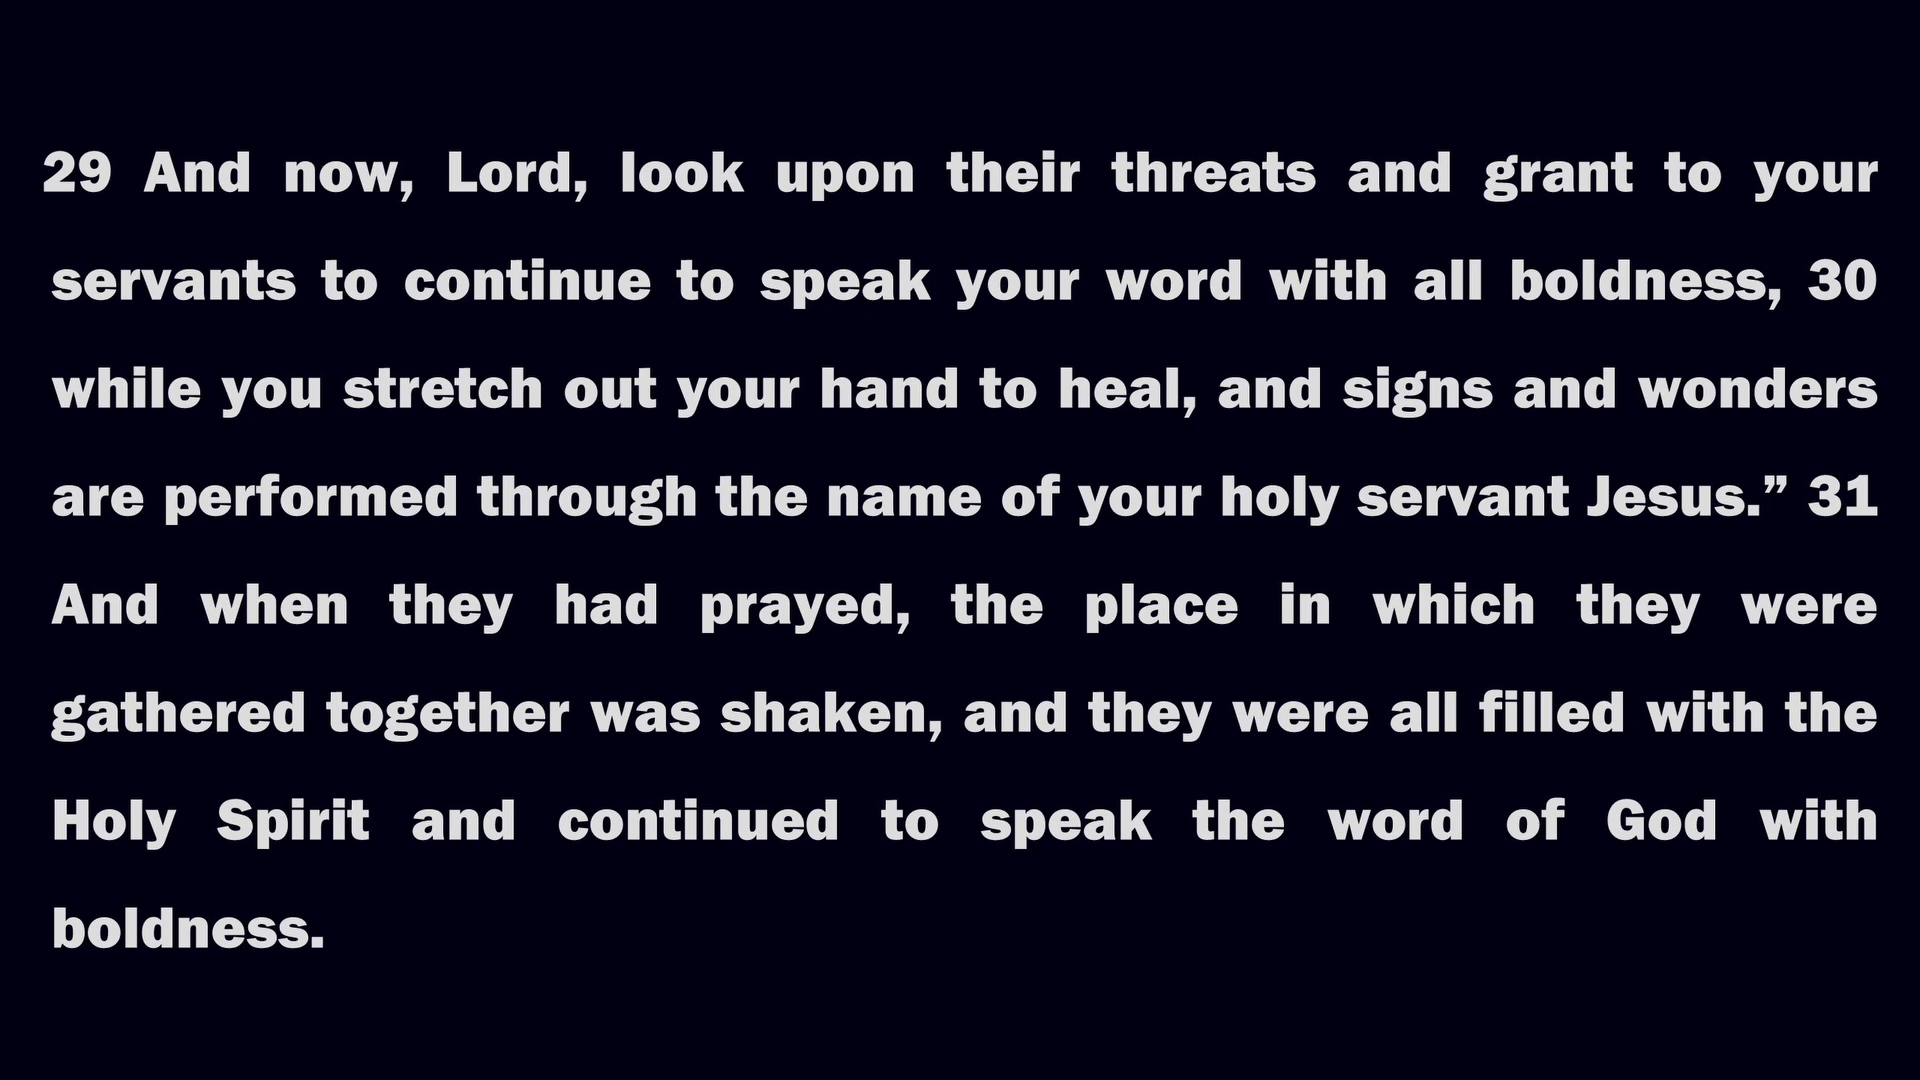 29 And now, Lord, look upon their threats and grant to your
servants to continue to speak your word with all boldness, 30
while you stretch out your hand to heal, and signs and wonders
are performed through the name of your holy servant Jesus.” 31
And when they had prayed, the place in which they were
gathered together was shaken, and they were all filled with the
Holy Spirit and continued to speak the word of God with
boldness.